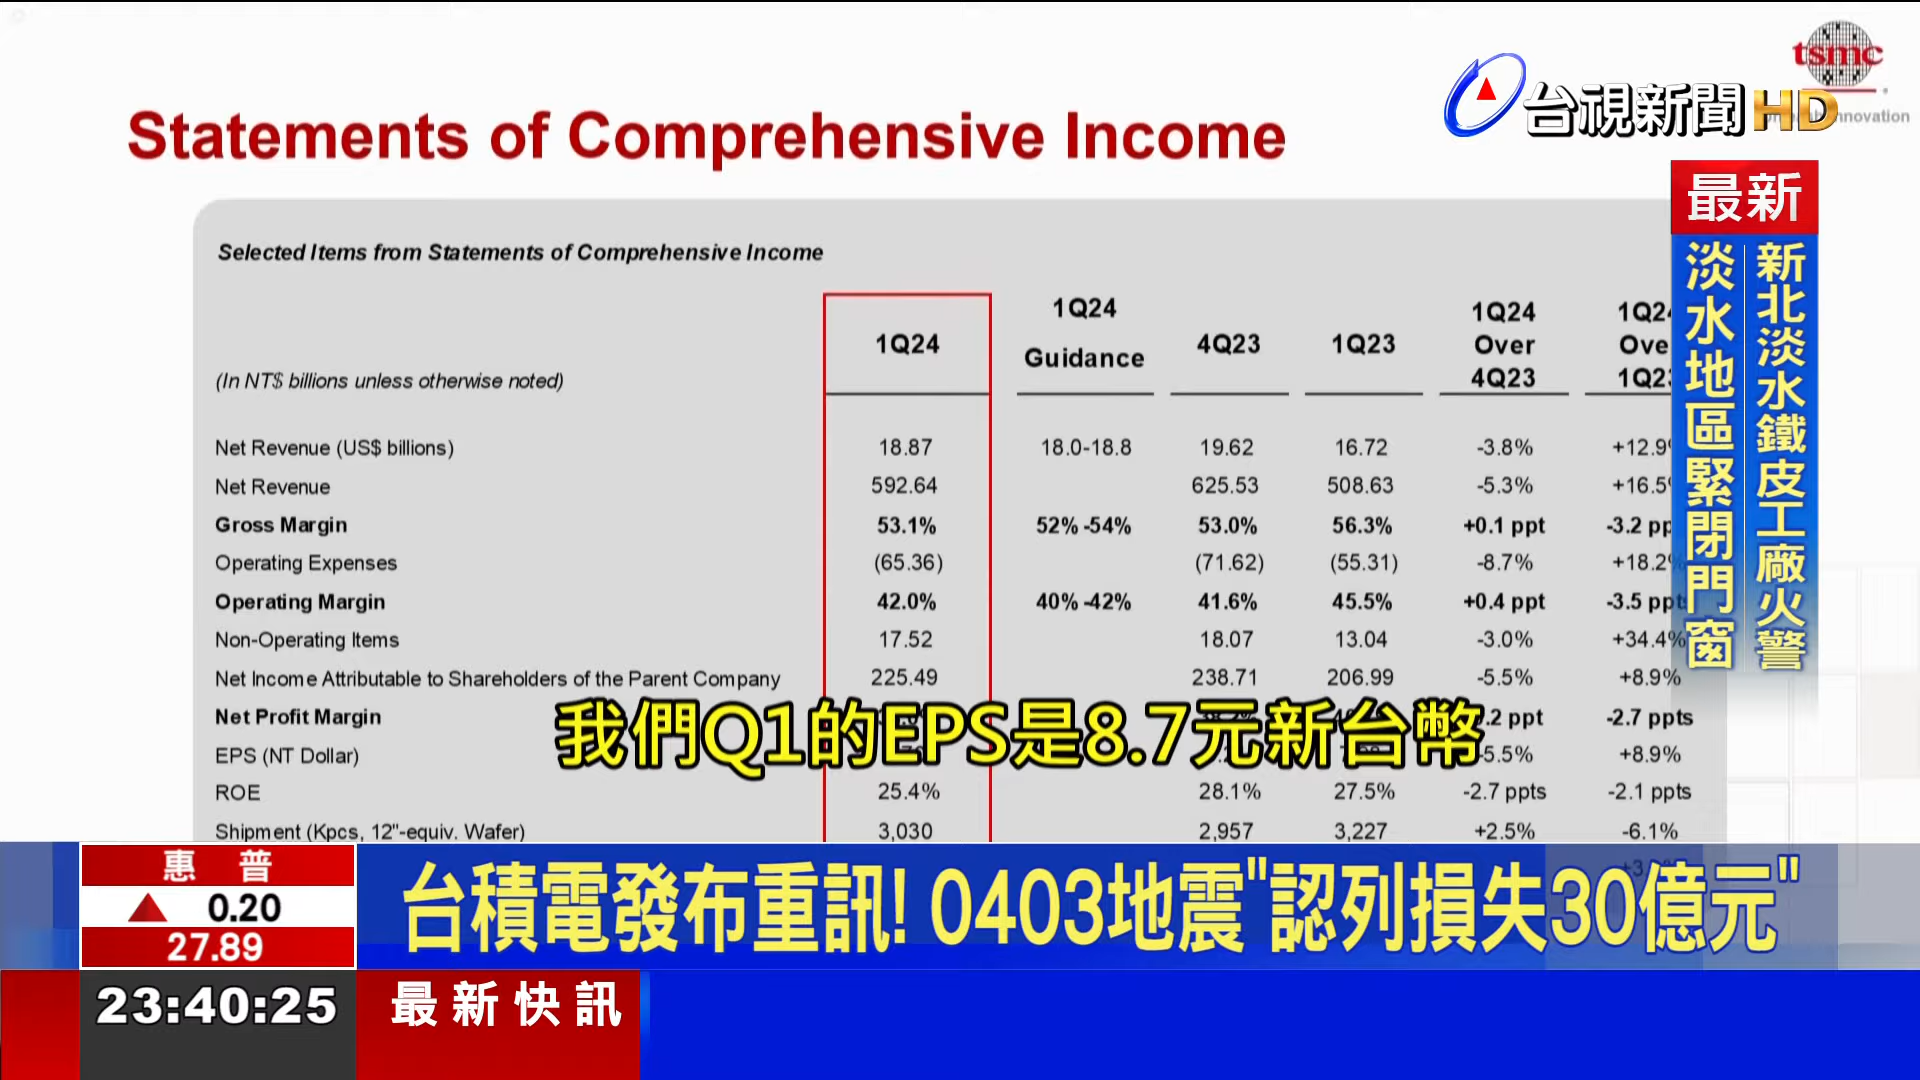 tsmc
台視新聞HD
Statements of Comprehensive Income
最新
新北淡水鐵皮工廠火警
淡水地區緊閉門窗
Selected Items from Statements of Comprehensive Income
(In NT$ billions unless otherwise noted) 1Q24 1Q24 Guidance 4Q23 1Q23 1Q24 Over 4Q23
Net Revenue (US$ billions) 18.87 18.0-18.8 19.62 16.72 -3.8% +12.9
Net Revenue 592.64 625.53 508.63 -5.3% +16.5
Gross Margin 53.1% 52% -54% 53.0% 56.3% +0.1 ppt -3.2
Operating Expenses (65.36) (71.62) (55.31) -8.7% +18.2
Operating Margin 42.0% 40% -42% 41.6% 45.5% +0.4 ppt -3.5
Non-Operating Items 17.52 18.07 13.04 -3.0% +34.4%
Net Income Attributable to Shareholders of the Parent Company 225.49 238.71 206.99 -5.5% +8.9%
Net Profit Margin ppt -2.7 ppts
我們Q1的EPS是8.7元新台幣
EPS (NT Dollar) +8.9%
ROE 25.4% 28.1% 27.5% -2.7 ppts -2.1 ppts
Shipment (Kpcs, 12"-equiv. Wafer) 3,030 2,957 3,227 +2.5% -6.1%
惠普
▲ 0.20
27.89
台積電發布重訊! 0403地震"認列損失30億元"
23:40:25
最新快訊